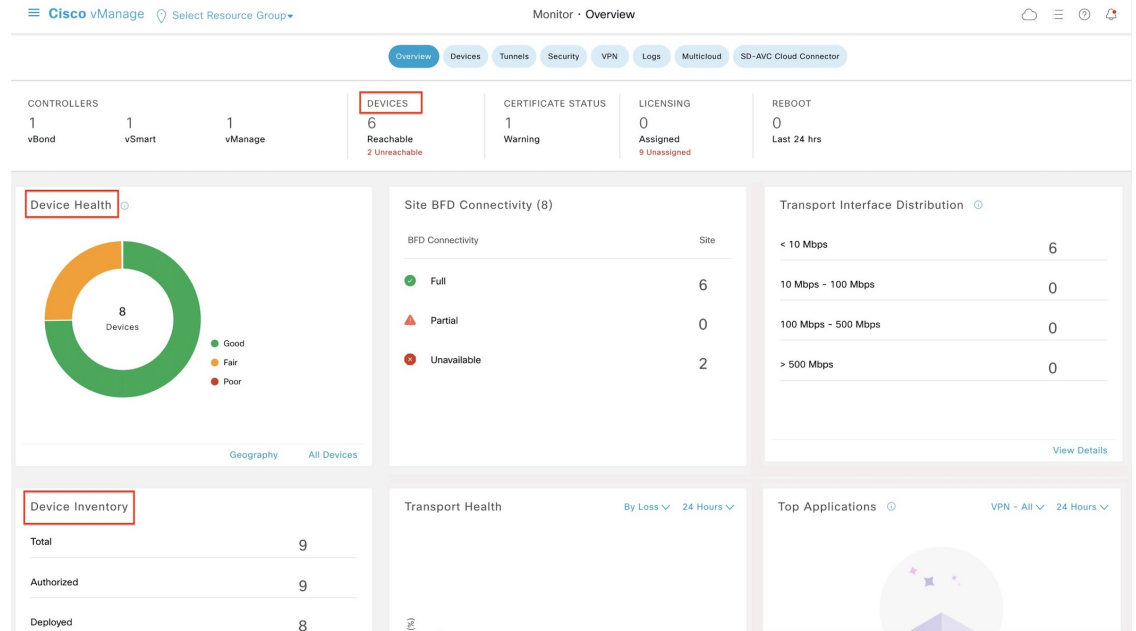 Cisco vManage Select Resource Group▾ Monitor · Overview
Overview Devices Tunnels Security VPN Logs Multicloud SD-AVC Cloud Connector
CONTROLLERS DEVICES CERTIFICATE STATUS LICENSING REBOOT
1 1 1 6 1 0 0
vBond vSmart vManage Reachable Warning Assigned Last 24 hrs
2 Unreachable 9 Unassigned
Device Health
8
Devices
Good
Fair
Poor
Geography All Devices
Site BFD Connectivity (8)
BFD Connectivity Site
Full 6
Partial 0
Unavailable 2
Transport Interface Distribution
< 10 Mbps 6
10 Mbps - 100 Mbps 0
100 Mbps - 500 Mbps 0
> 500 Mbps 0
View Details
Device Inventory
Total 9
Authorized 9
Deployed 8
Transport Health By Loss 24 Hours
(%)
Top Applications VPN - All 24 Hours